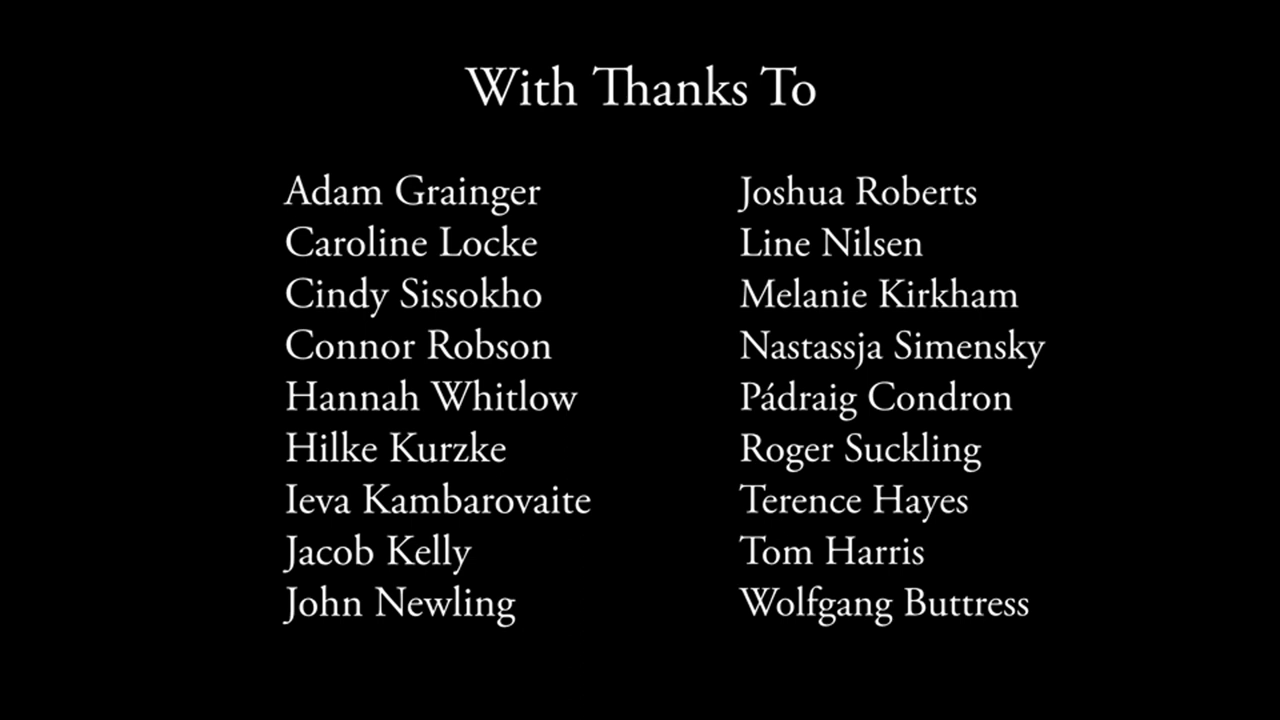 With Thanks To
Adam Grainger
Caroline Locke
Cindy Sissokho
Connor Robson
Hannah Whitlow
Hilke Kurzke
Ieva Kambarovaite
Jacob Kelly
John Newling
Joshua Roberts
Line Nilsen
Melanie Kirkham
Nastassja Simensky
Pádraig Condron
Roger Suckling
Terence Hayes
Tom Harris
Wolfgang Buttress